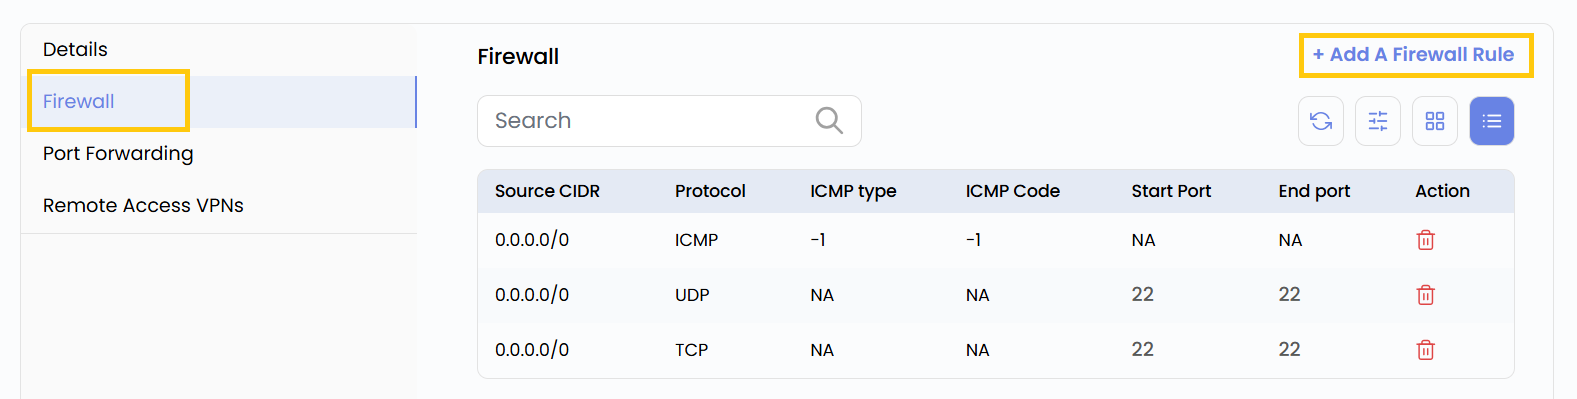 Details
Firewall
Port Forwarding
Remote Access VPNs
Firewall
+ Add A Firewall Rule
Search
Source CIDR Protocol ICMP type ICMP Code Start Port End port Action
0.0.0.0/0 ICMP -1 -1 NA NA
0.0.0.0/0 UDP NA NA 22 22
0.0.0.0/0 TCP NA NA 22 22